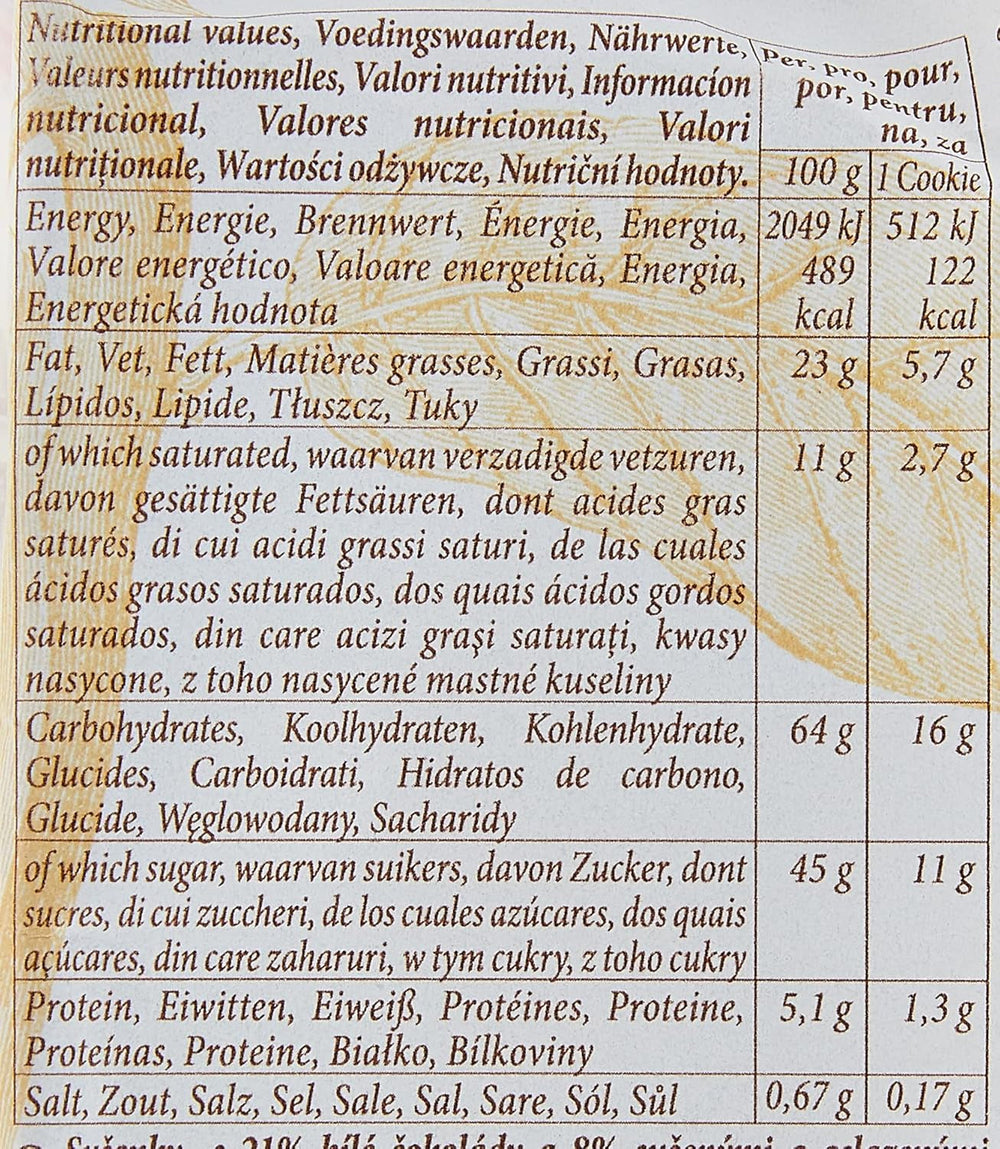 Nutritional values, Voedingswaarden, Nährwerte,
Valeurs nutritionnelles, Valori nutritivi, Informacíon
nutricional, Valores nutricionais, Valori
nutriționale, Wartości odżywcze, Nutriční hodnoty.
per, pro, pour,
por, pentru,
na, za
100 g 1 Cookie
Energy, Energie, Brennwert, Énergie, Energia, 2049 kJ 512 kJ
Valore energético, Valoare energetică, Energia, 489 122
Energetická hodnota kcal kcal
Fat, Vet, Fett, Matières grasses, Grassi, Grasas, 23 g 5,7 g
Lípidos, Lipide, Tłuszcz, Tuky
of which saturated, waarvan verzadigde vetzuren, 11 g 2,7 g
davon gesättigte Fettsäuren, dont acides gras
saturés, di cui acidi grassi saturi, de las cuales
ácidos grasos saturados, dos quais ácidos gordos
saturados, din care acizi grași saturați, kwasy
nasycone, z toho nasycené mastné kuseliny
Carbohydrates, Koolhydraten, Kohlenhydrate, 64 g 16 g
Glucides, Carboidrati, Hidratos de carbono,
Glucide, Węglowodany, Sacharidy
of which sugar, waarvan suikers, davon Zucker, dont 45 g 11 g
sucres, di cui zuccheri, de los cuales azúcares, dos quais
açúcares, din care zaharuri, w tym cukry, z toho cukry
Protein, Eiwitten, Eiweiß, Protéines, Proteine, 5,1 g 1,3 g
Proteínas, Proteine, Białko, Bílkoviny
Salt, Zout, Salz, Sel, Sale, Sal, Sare, Sól, Sůl 0,67 g 0,17 g
Sušenky s 21% bílé čokolády a 8%